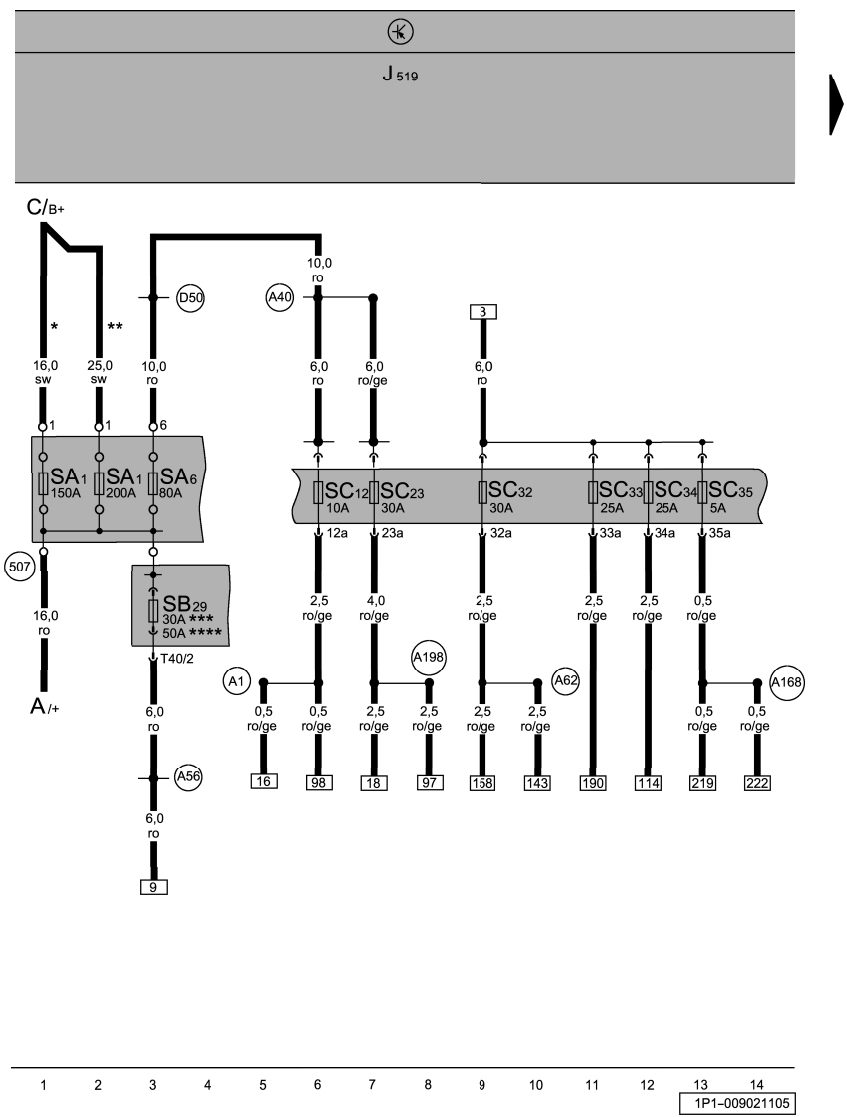 J 519
C/B+
10,0
ro
D50
A40
3
* **
16,0 25,0 10,0 6,0 6,0 6,0
sw sw ro ro ro/ge ro
1 1 6
SA1 SA1 SA6 SC12 SC23 SC32 SC33 SC34 SC35
150A 200A 80A 10A 30A 30A 25A 25A 5A
12a 23a 32a 33a 34a 35a
507
SB29
30A ***
50A ****
16,0 2,5 4,0 2,5 2,5 2,5 0,5
ro ro/ge ro/ge ro/ge ro/ge ro/ge ro/ge
T40/2
A198
A1 A62 A168
A/+
6,0 0,5 0,5 2,5 2,5 2,5 2,5 0,5 0,5
ro ro/ge ro/ge ro/ge ro/ge ro/ge ro/ge ro/ge ro/ge
A56
16 98 18 97 158 143 190 114 219 222
6,0
ro
9
1 2 3 4 5 6 7 8 9 10 11 12 13 14
1P1-009021105